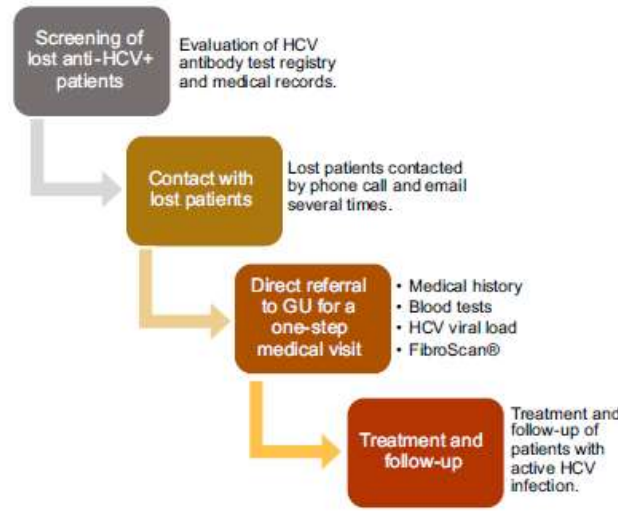 Screening of
lost anti-HCV+
patients
Evaluation of HCV
antibody test registry
and medical records.
Contact with
lost patients
Lost patients contacted
by phone call and email
several times.
Direct referral
to GU for a
one-step
medical visit
• Medical history
• Blood tests
• HCV viral load
• FibroScan®
Treatment and
follow-up
Treatment and
follow-up of
patients with
active HCV
infection.